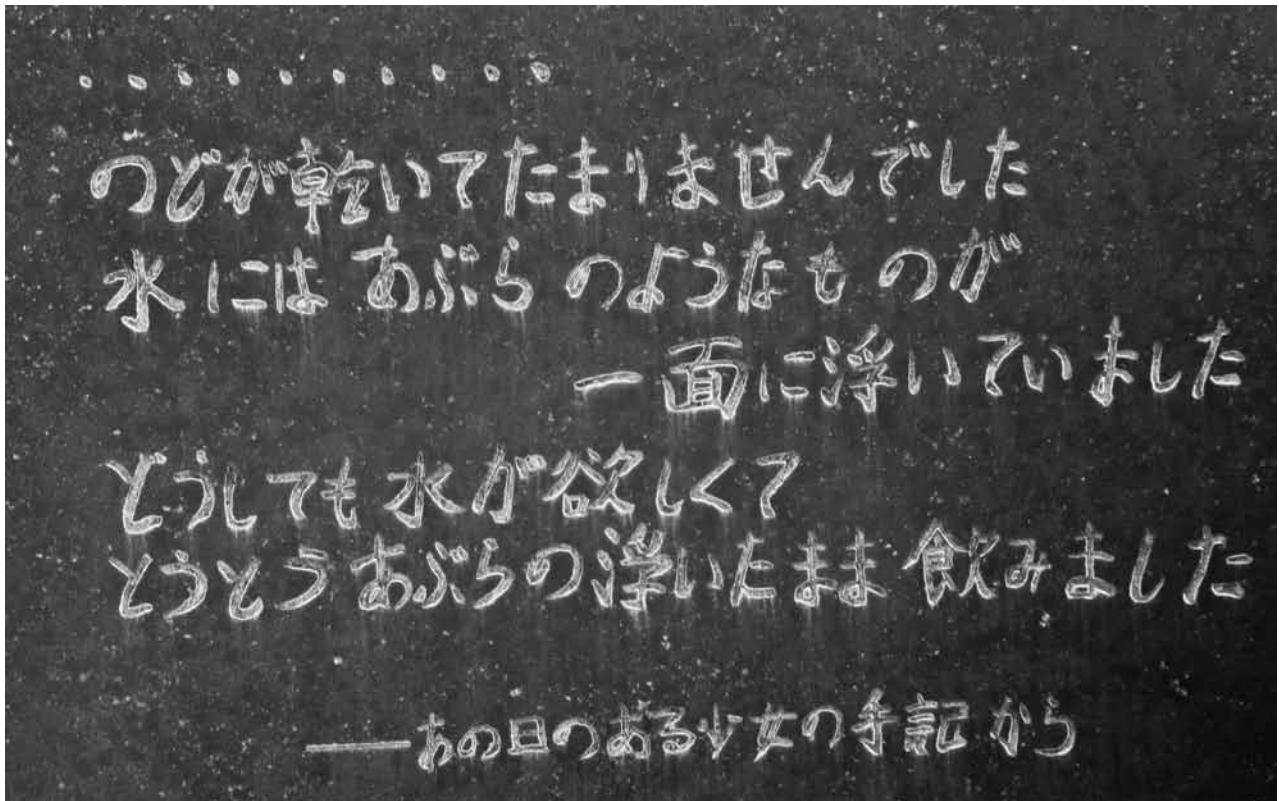 ・・・・・・・・・・
のどが乾いてたまりませんでした
水には あぶら のようなものが
一面に浮いていました
どうしても水が欲しくて
とうとうあぶらの浮いたまま 飲みました
――あの日のある少女の手記から